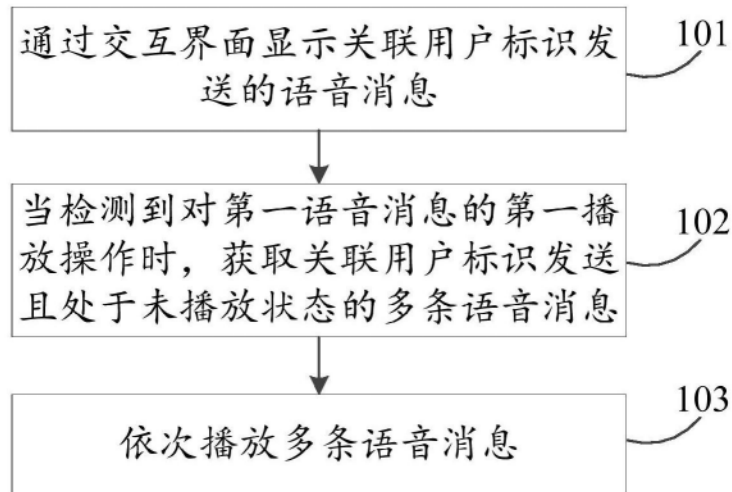 通过交互界面显示关联用户标识发
送的语音消息
101
当检测到对第一语音消息的第一播
放操作时，获取关联用户标识发送
且处于未播放状态的多条语音消息
102
依次播放多条语音消息
103